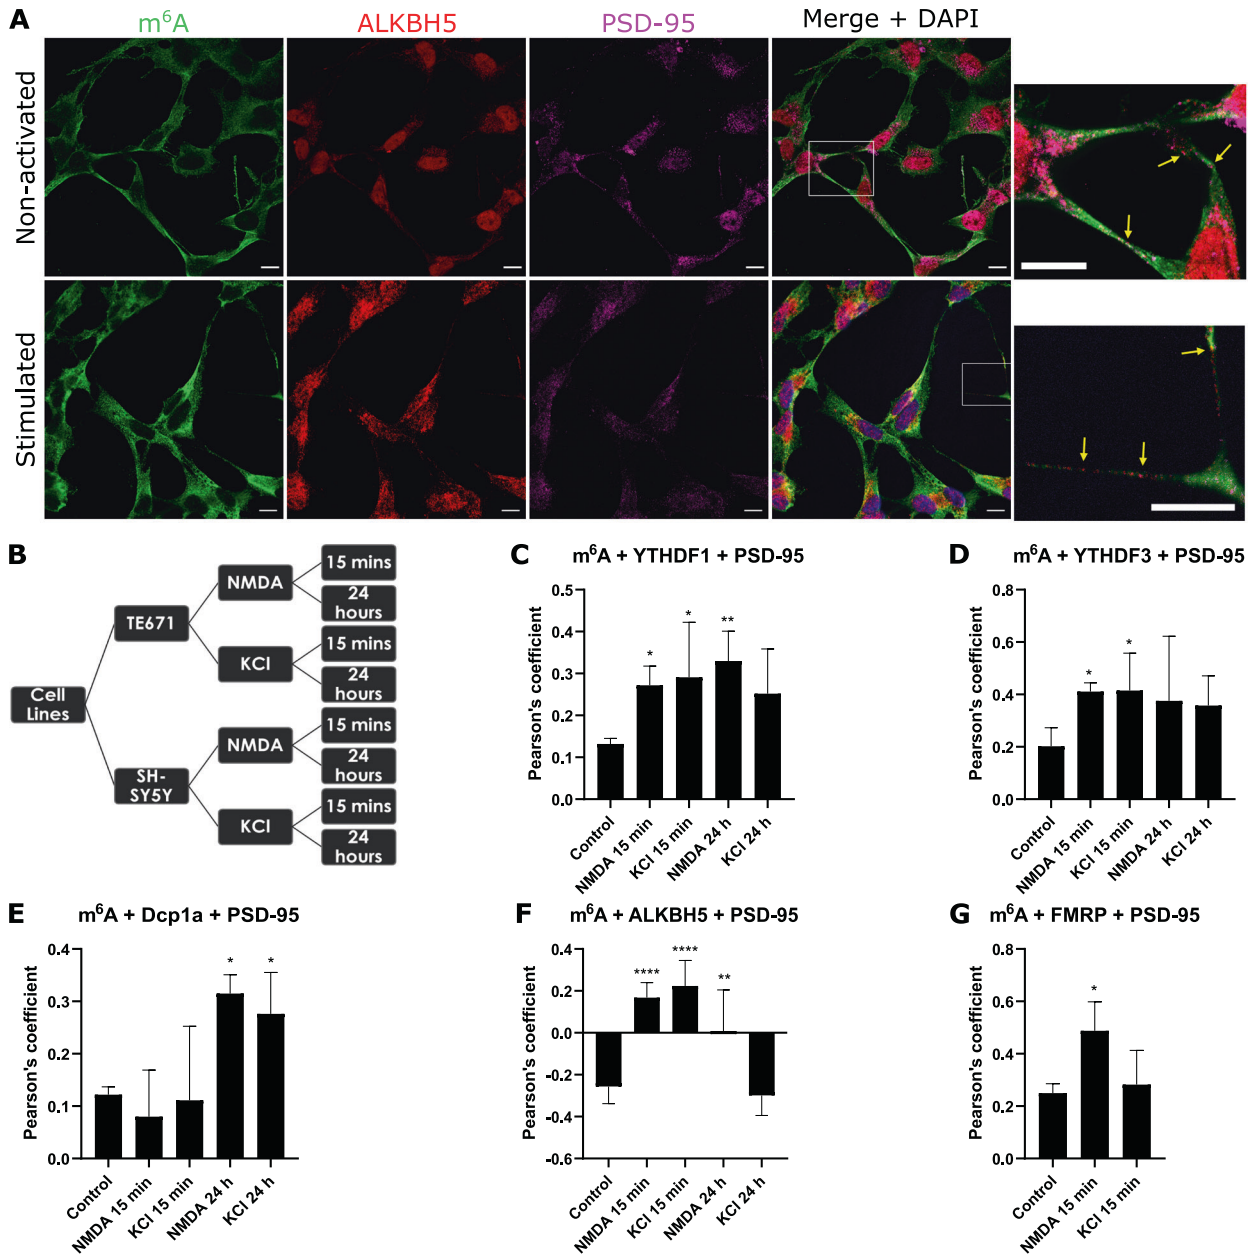 A
m⁶A
ALKBH5
PSD-95
Merge + DAPI
Non-activated
Stimulated
B
Cell
Lines
TE671
SH-
SY5Y
NMDA
KCl
NMDA
KCl
15 mins
24
hours
15 mins
24
hours
15 mins
24
hours
15 mins
24
hours
C
m⁶A + YTHDF1 + PSD-95
Pearson's coefficient
0.5
0.4
0.3
0.2
0.1
0.0
*
*
**
Control
NMDA 15 min
KCl 15 min
NMDA 24 h
KCl 24 h
D
m⁶A + YTHDF3 + PSD-95
Pearson's coefficient
0.8
0.6
0.4
0.2
0.0
*
*
Control
NMDA 15 min
KCl 15 min
NMDA 24 h
KCl 24 h
E
m⁶A + Dcp1a + PSD-95
Pearson's coefficient
0.4
0.3
0.2
0.1
0.0
*
*
Control
NMDA 15 min
KCl 15 min
NMDA 24 h
KCl 24 h
F
m⁶A + ALKBH5 + PSD-95
Pearson's coefficient
0.4
0.2
0.0
-0.2
-0.4
-0.6
****
****
**
Control
NMDA 15 min
KCl 15 min
NMDA 24 h
KCl 24 h
G
m⁶A + FMRP + PSD-95
Pearson's coefficient
0.8
0.6
0.4
0.2
0.0
*
Control
NMDA 15 min
KCl 15 min